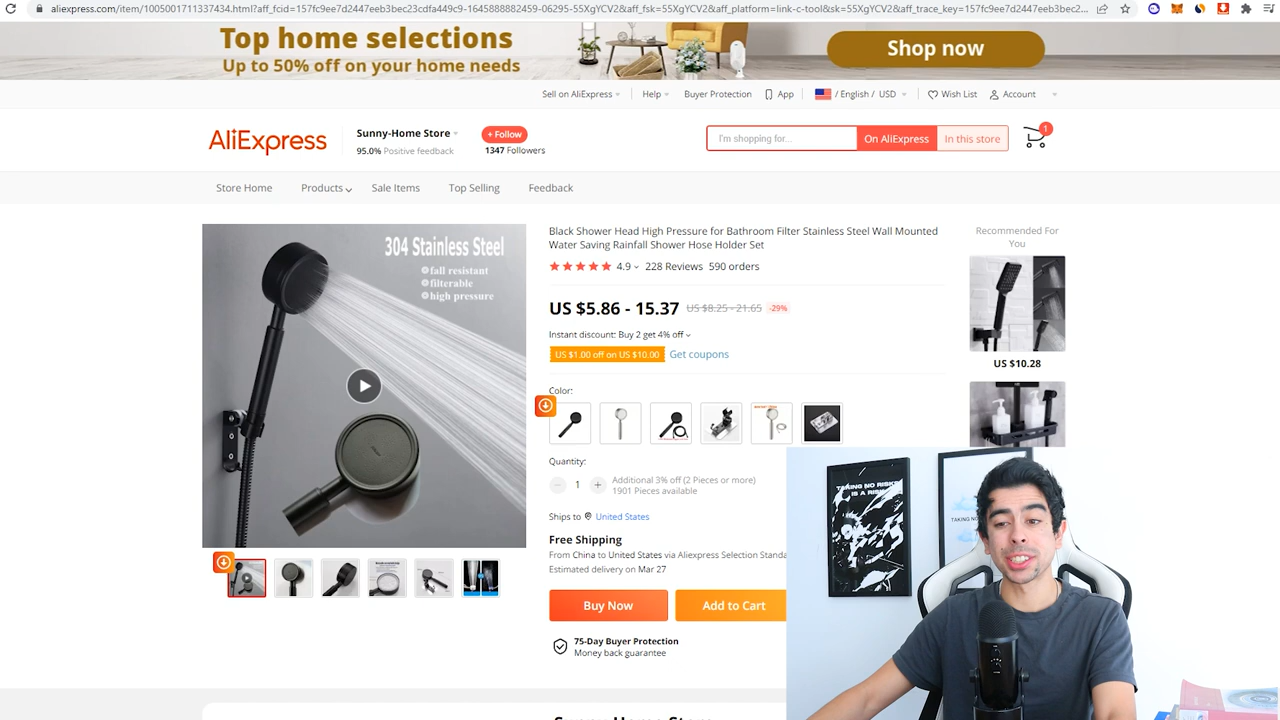 aliexpress.com/item/1005001711337434.html?aff_fcid=157fc9ee7d2447eeb3bec23cdfa449c9-1645888882459-06295-55XgYCV2&aff_fsk=55XgYCV2&aff_platform=link-c-tool&sk=55XgYCV2&aff_trace_key=157fc9ee7d2447eeb3bec2...
Top home selections
Up to 50% off on your home needs
Shop now
Sell on AliExpress
Help
Buyer Protection
App
/ English / USD
Wish List
Account
AliExpress
Sunny-Home Store
95.0% Positive feedback
+ Follow
1347 Followers
I'm shopping for...
On AliExpress
In this store
1
Store Home
Products
Sale Items
Top Selling
Feedback
304 Stainless Steel
fall resistant
filterable
high pressure
Black Shower Head High Pressure for Bathroom Filter Stainless Steel Wall Mounted
Water Saving Rainfall Shower Hose Holder Set
4.9
228 Reviews
590 orders
US $5.86 - 15.37
US $8.25 - 21.65
-29%
Instant discount: Buy 2 get 4% off
US $1.00 off on US $10.00
Get coupons
Color:
Quantity:
1
Additional 3% off (2 Pieces or more)
1901 Pieces available
Ships to
United States
Free Shipping
From China to United States via Aliexpress Selection Standa
Estimated delivery on Mar 27
Buy Now
Add to Cart
75-Day Buyer Protection
Money back guarantee
Recommended For
You
US $10.28
TAKING NO RISKS
IS A RISK
TAKING NO